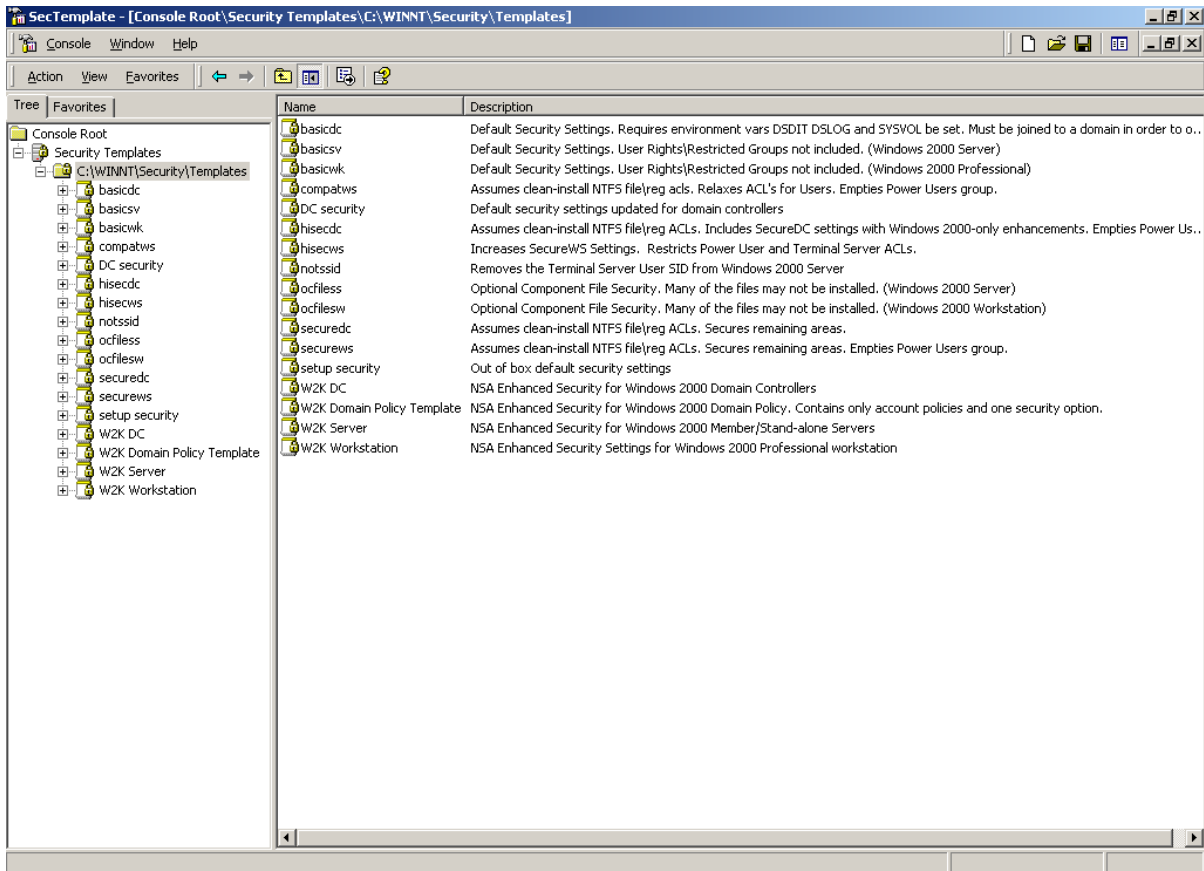 SecTemplate - [Console Root\Security Templates\C:\WINNT\Security\Templates]
Console Window Help
Action View Favorites
Tree Favorites
Console Root
Security Templates
C:\WINNT\Security\Templates
basicdc
basicsv
basicwk
compatws
DC security
hisecdc
hisecws
notssid
ocfiless
ocfilesw
securedc
securews
setup security
W2K DC
W2K Domain Policy Template
W2K Server
W2K Workstation
Name Description
basicdc Default Security Settings. Requires environment vars DSDIT DSLOG and SYSVOL be set. Must be joined to a domain in order to o..
basicsv Default Security Settings. User Rights\Restricted Groups not included. (Windows 2000 Server)
basicwk Default Security Settings. User Rights\Restricted Groups not included. (Windows 2000 Professional)
compatws Assumes clean-install NTFS file\reg acls. Relaxes ACL's for Users. Empties Power Users group.
DC security Default security settings updated for domain controllers
hisecdc Assumes clean-install NTFS file\reg ACLs. Includes SecureDC settings with Windows 2000-only enhancements. Empties Power Us..
hisecws Increases SecureWS Settings. Restricts Power User and Terminal Server ACLs.
notssid Removes the Terminal Server User SID from Windows 2000 Server
ocfiless Optional Component File Security. Many of the files may not be installed. (Windows 2000 Server)
ocfilesw Optional Component File Security. Many of the files may not be installed. (Windows 2000 Workstation)
securedc Assumes clean-install NTFS file\reg ACLs. Secures remaining areas.
securews Assumes clean-install NTFS file\reg ACLs. Secures remaining areas. Empties Power Users group.
setup security Out of box default security settings
W2K DC NSA Enhanced Security for Windows 2000 Domain Controllers
W2K Domain Policy Template NSA Enhanced Security for Windows 2000 Domain Policy. Contains only account policies and one security option.
W2K Server NSA Enhanced Security for Windows 2000 Member/Stand-alone Servers
W2K Workstation NSA Enhanced Security Settings for Windows 2000 Professional workstation